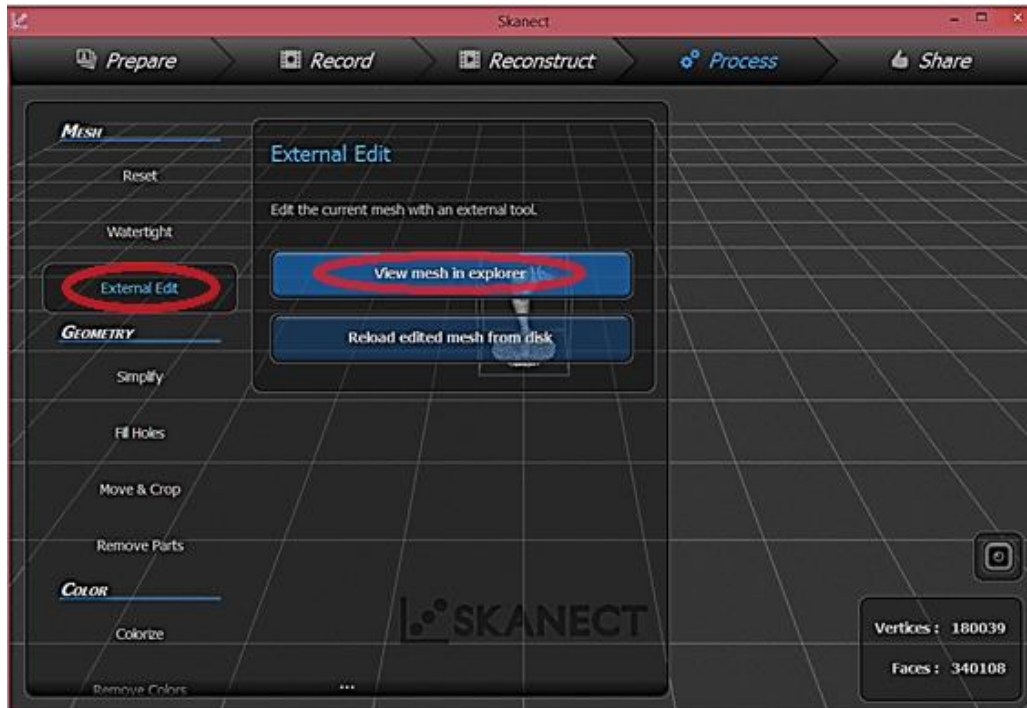 Skanect
Prepare
Record
Reconstruct
Process
Share
MESH
Reset
Watertight
External Edit
GEOMETRY
Simplify
Fill Holes
Move & Crop
Remove Parts
COLOR
Colorize
Remove Colors
External Edit
Edit the current mesh with an external tool.
View mesh in explorer
Reload edited mesh from disk
...
SKANECT
Vertices : 180039
Faces : 340108